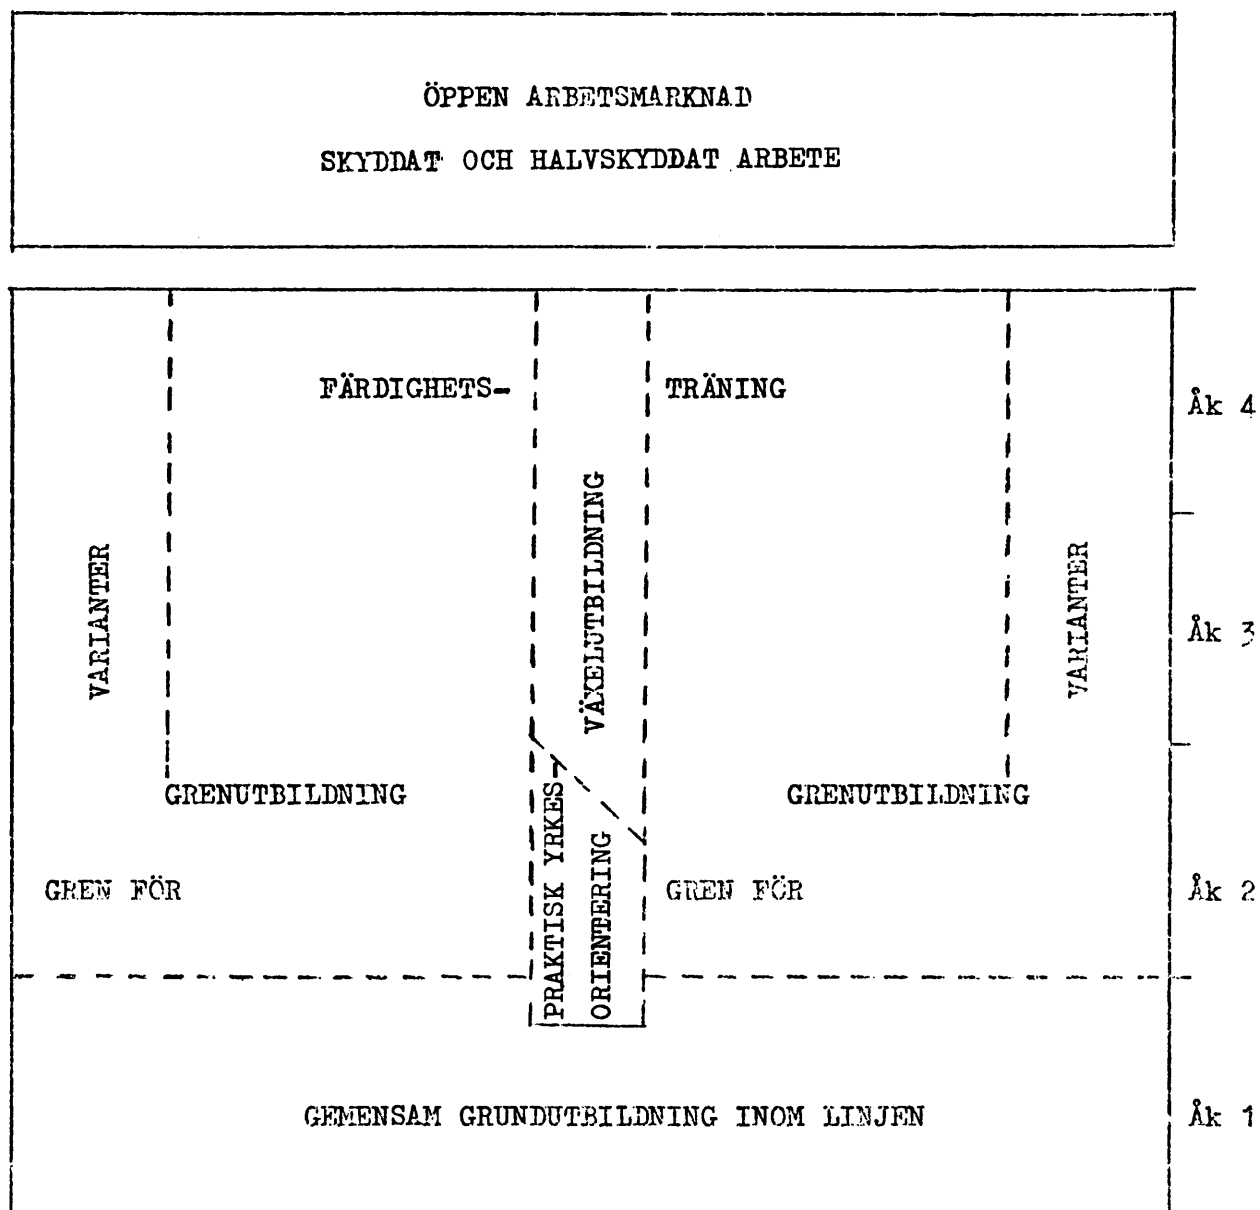 ÖPPEN ARBETSMARKNAD
SKYDDAT OCH HALVSKYDDAT ARBETE
FÄRDIGHETS-
TRÄNING
Åk 4
VÄXELUTBILDNING
VARIANTER
VARIANTER
Åk 3
GRENUTBILDNING
GRENUTBILDNING
PRAKTISK YRKES-
ORIENTERING
GREN FÖR
GREN FÖR
Åk 2
GEMENSAM GRUNDUTBILDNING INOM LINJEN
Åk 1